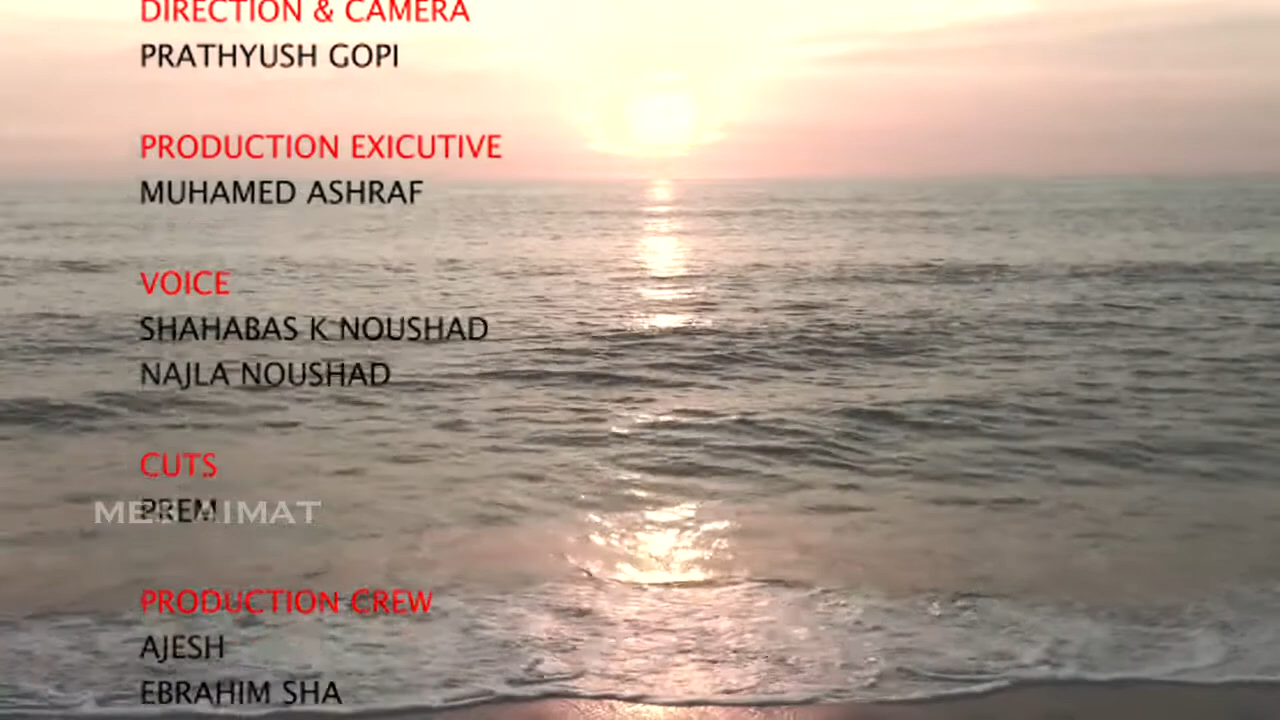 DIRECTION & CAMERA
PRATHYUSH GOPI
PRODUCTION EXICUTIVE
MUHAMED ASHRAF
VOICE
SHAHABAS K NOUSHAD
NAJLA NOUSHAD
CUTS
PREM
PRODUCTION CREW
AJESH
EBRAHIM SHA